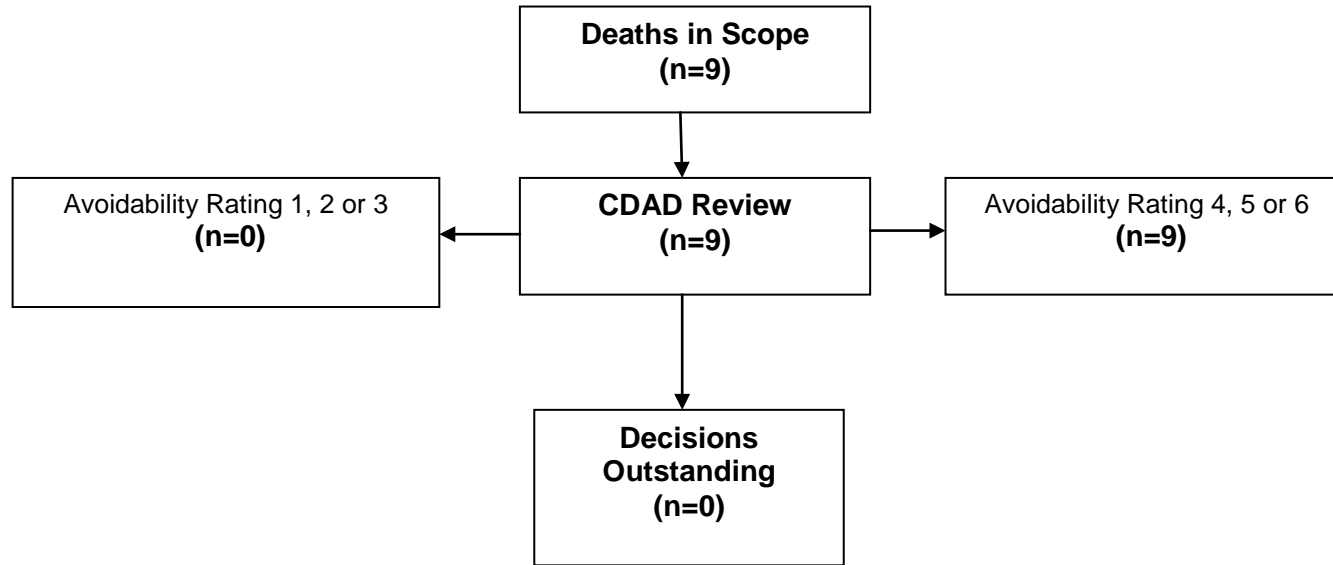 Deaths in Scope
(n=9)
Avoidability Rating 1, 2 or 3
(n=0)
CDAD Review
(n=9)
Avoidability Rating 4, 5 or 6
(n=9)
Decisions
Outstanding
(n=0)